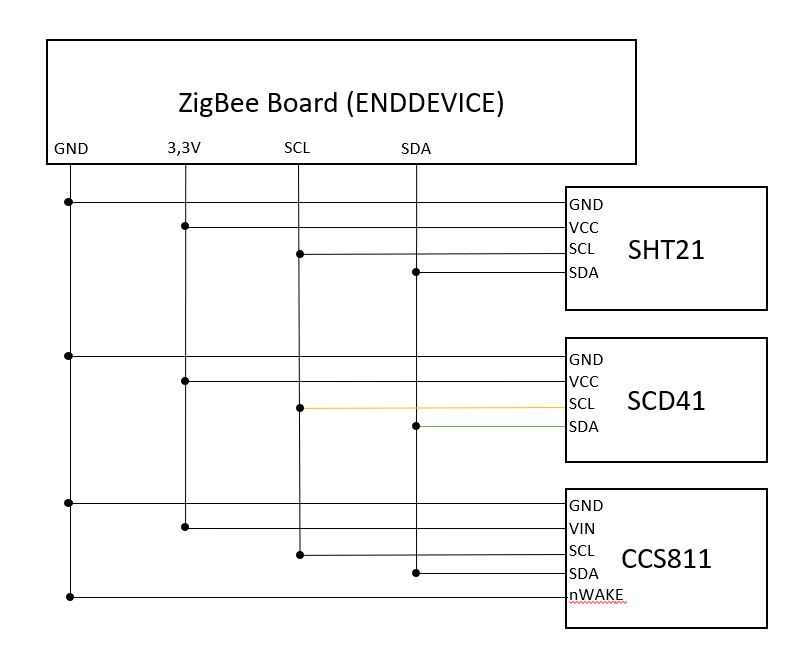 ZigBee Board (ENDDEVICE)
GND 3,3V SCL SDA
GND
VCC
SCL
SDA
SHT21
GND
VCC
SCL
SDA
SCD41
GND
VIN
SCL
SDA
nWAKE
CCS811